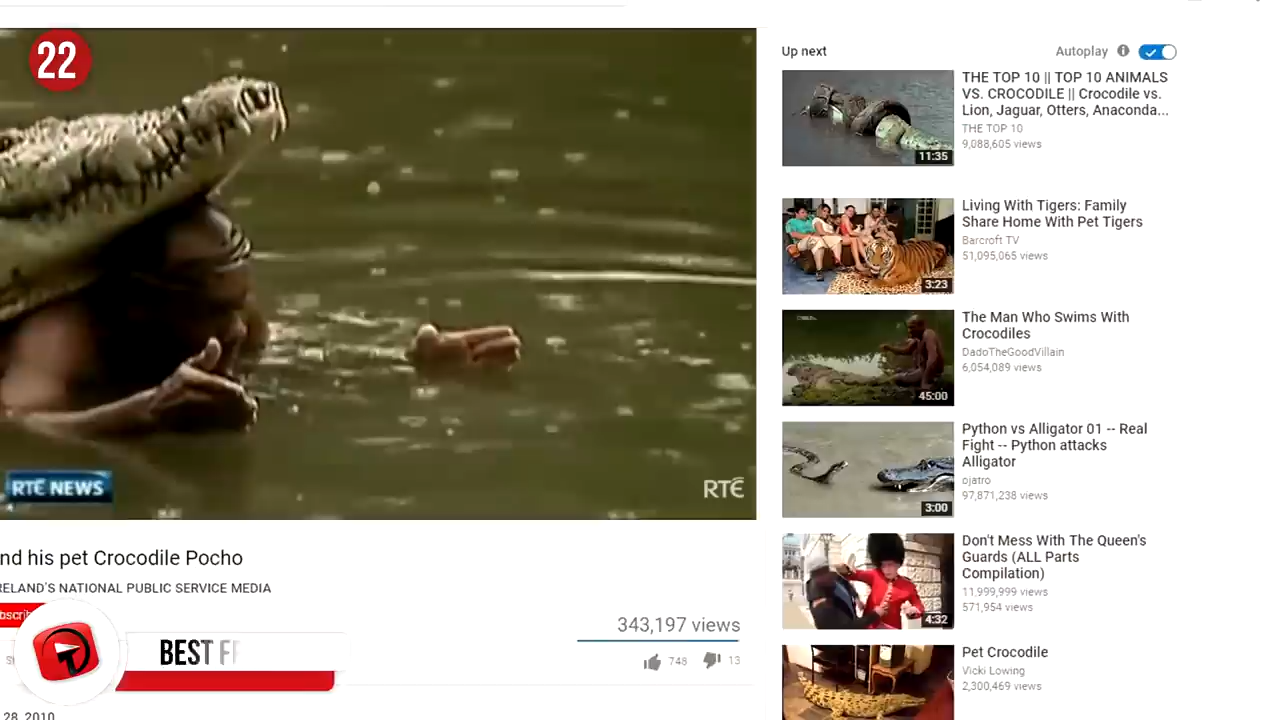 22
RTÉ NEWS
RTÉ
nd his pet Crocodile Pocho
RELAND'S NATIONAL PUBLIC SERVICE MEDIA
343,197 views
748
13
BEST F
28, 2010
Up next
Autoplay
THE TOP 10 || TOP 10 ANIMALS
VS. CROCODILE || Crocodile vs.
Lion, Jaguar, Otters, Anaconda...
THE TOP 10
9,088,605 views
11:35
Living With Tigers: Family
Share Home With Pet Tigers
Barcroft TV
51,095,065 views
3:23
The Man Who Swims With
Crocodiles
DadoTheGoodVillain
6,054,089 views
45:00
Python vs Alligator 01 -- Real
Fight -- Python attacks
Alligator
ojatro
97,871,238 views
3:00
Don't Mess With The Queen's
Guards (ALL Parts
Compilation)
11,999,999 views
571,954 views
4:32
Pet Crocodile
Vicki Lowing
2,300,469 views